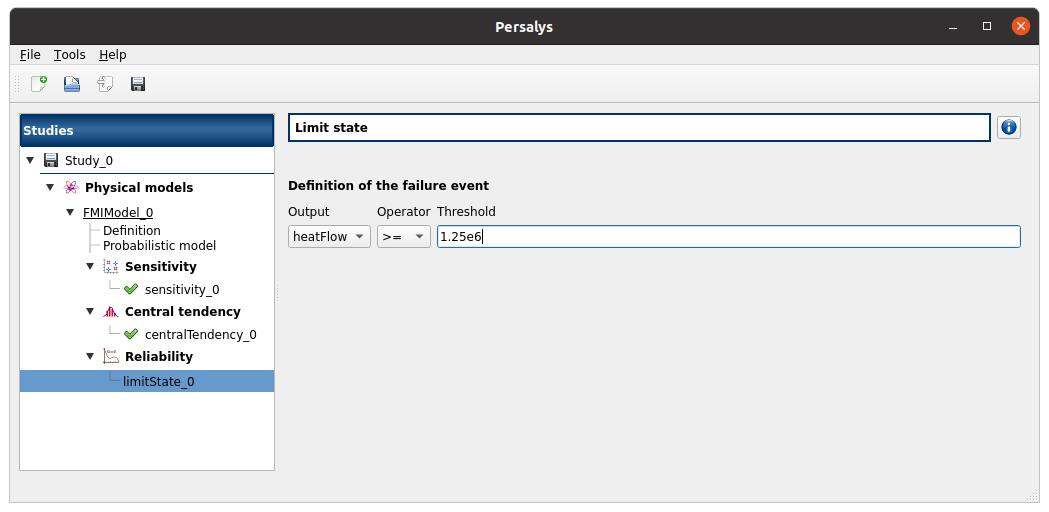 Persalys
File Tools Help
Studies
Study_0
Physical models
FMIModel_0
Definition
Probabilistic model
Sensitivity
sensitivity_0
Central tendency
centralTendency_0
Reliability
limitState_0
Limit state
Definition of the failure event
Output Operator Threshold
heatFlow >= 1.25e6